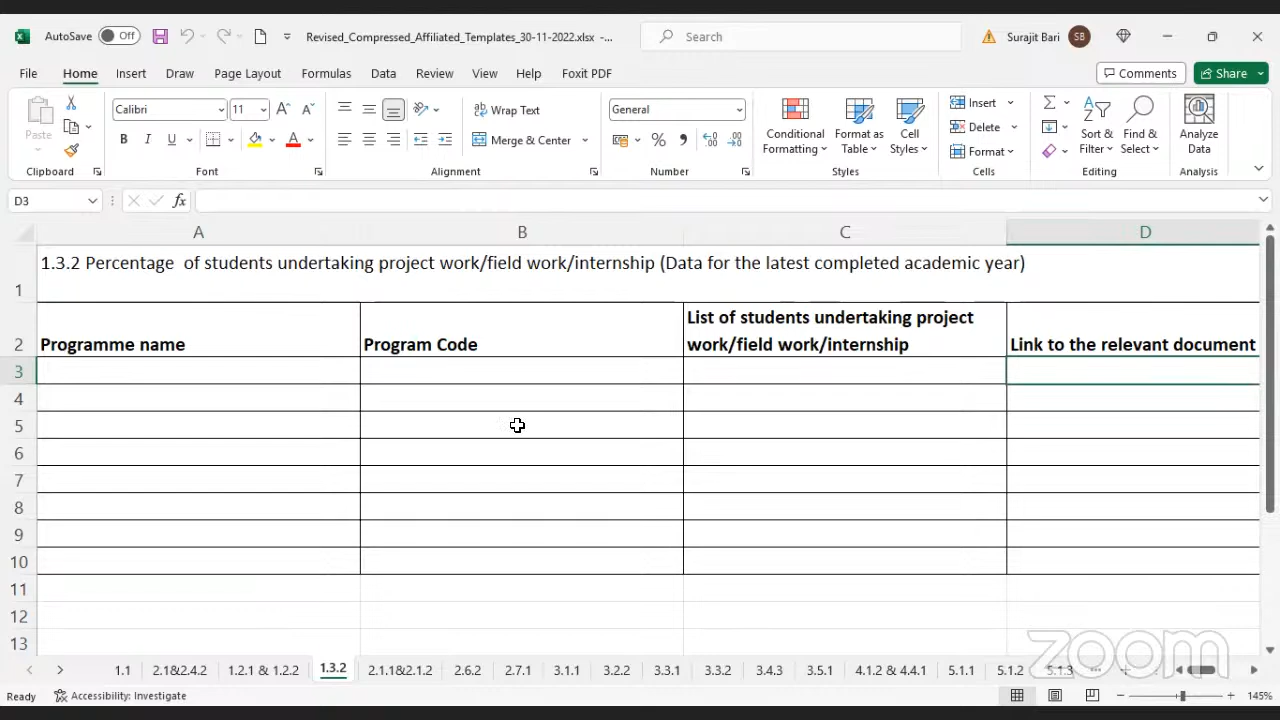 AutoSave Off Revised_Compressed_Affiliated_Templates_30-11-2022.xlsx -... Search Surajit Bari SB
File Home Insert Draw Page Layout Formulas Data Review View Help Foxit PDF Comments Share
Paste Calibri 11 Wrap Text General Conditional Formatting Format as Table Cell Styles Insert Sort & Filter Find & Select Analyze Data
B I U A Merge & Center % Delete
Format
Clipboard Font Alignment Number Styles Cells Editing Analysis
D3 fx
A B C D
1 1.3.2 Percentage of students undertaking project work/field work/internship (Data for the latest completed academic year)
2 Programme name Program Code List of students undertaking project work/field work/internship Link to the relevant document
3
4
5
6
7
8
9
10
11
12
13
zoom
1.1 2.1&2.4.2 1.2.1 & 1.2.2 1.3.2 2.1.1&2.1.2 2.6.2 2.7.1 3.1.1 3.2.2 3.3.1 3.3.2 3.4.3 3.5.1 4.1.2 & 4.4.1 5.1.1 5.1.2 5.1.3 ...
Ready Accessibility: Investigate 145%